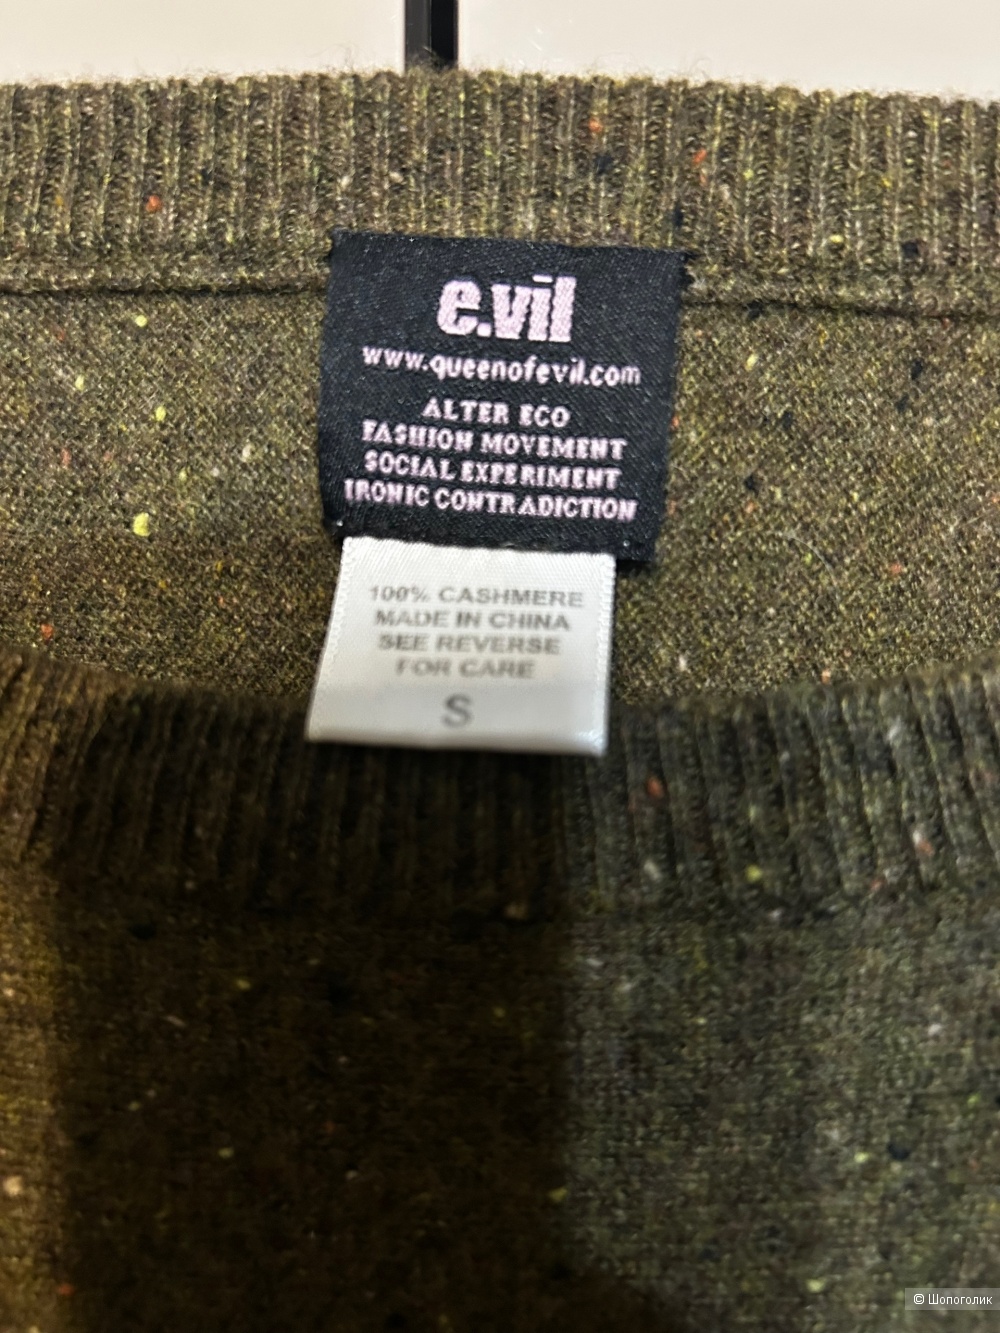 e.vīl
www.queenofevil.com
ALTER ECO
FASHION MOVEMENT
SOCIAL EXPERIMENT
IRONIC CONTRADICTION
100% CASHMERE
MADE IN CHINA
SEE REVERSE
FOR CARE
S
© Шопоголик